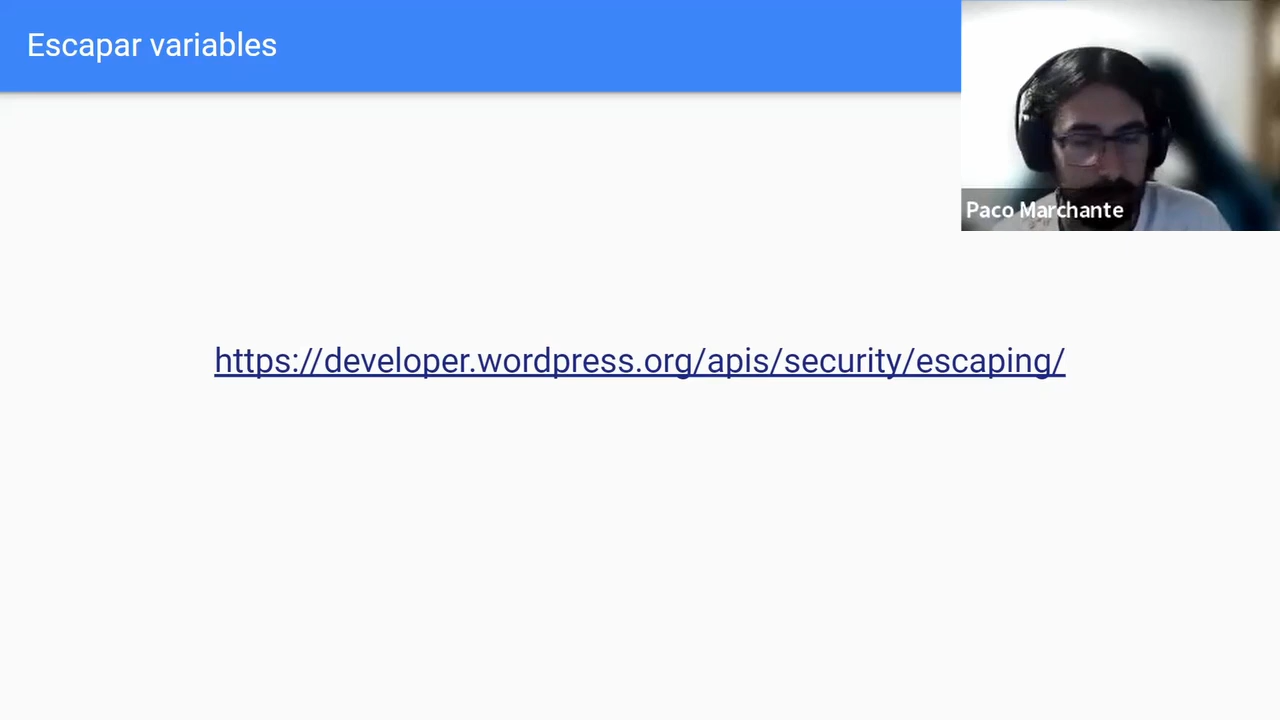 Escapar variables
Paco Marchante
https://developer.wordpress.org/apis/security/escaping/